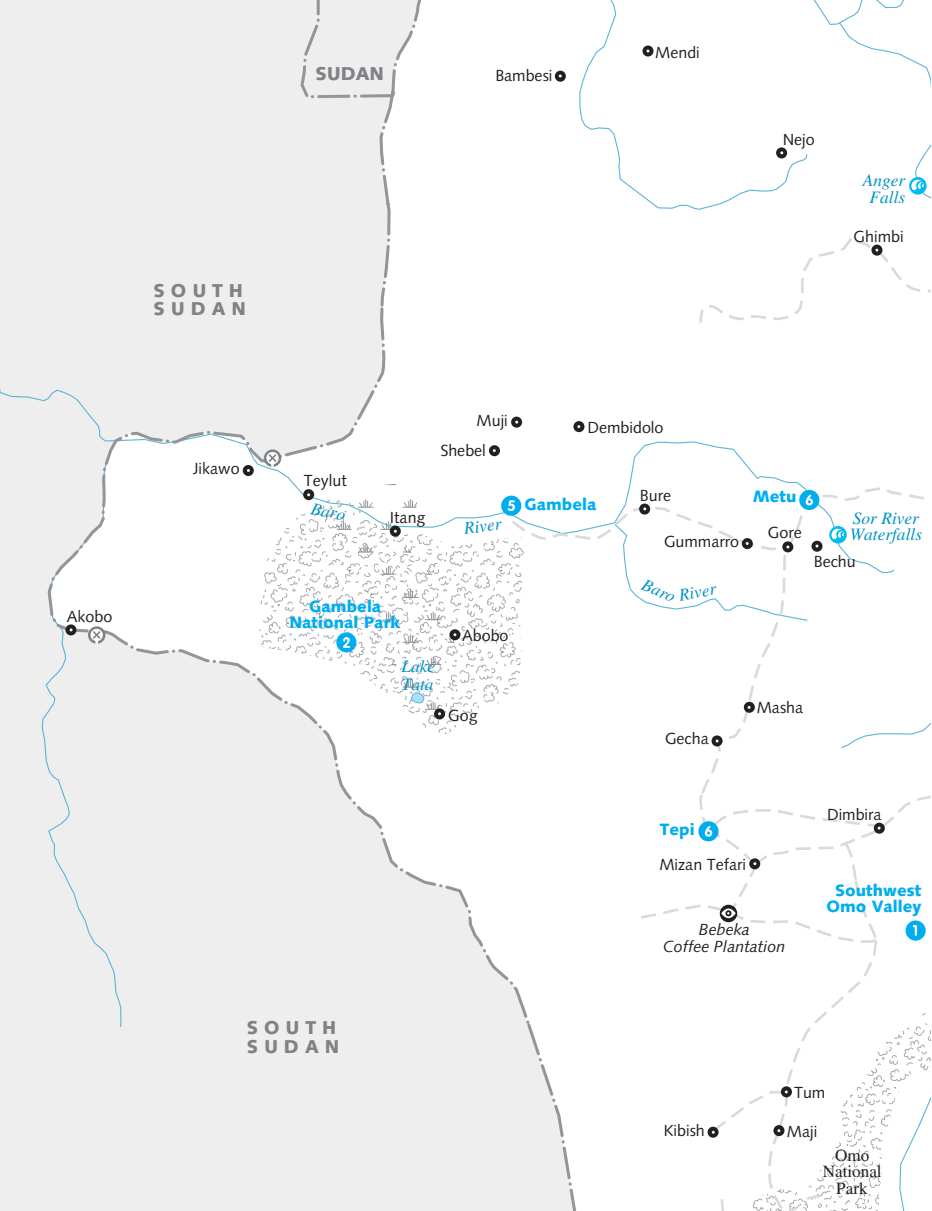 Mendi
SUDAN
Bambesi
Nejo
Anger
Falls
Ghimbi
SOUTH
SUDAN
Muji
Dembidolo
Shebel
Jikawo
Teylut
Bure
Metu 6
5 Gambela
Baro
Itang
River
Sor River
Waterfalls
Gore
Gummarro
Bechu
Baro River
Gambela
National Park
2
Akobo
Abobo
Lake
Tata
Gog
Masha
Gecha
Dimbira
Tepi 6
Mizan Tefari
Southwest
Omo Valley
1
Bebeka
Coffee Plantation
SOUTH
SUDAN
Tum
Kibish
Maji
Omo
National
Park